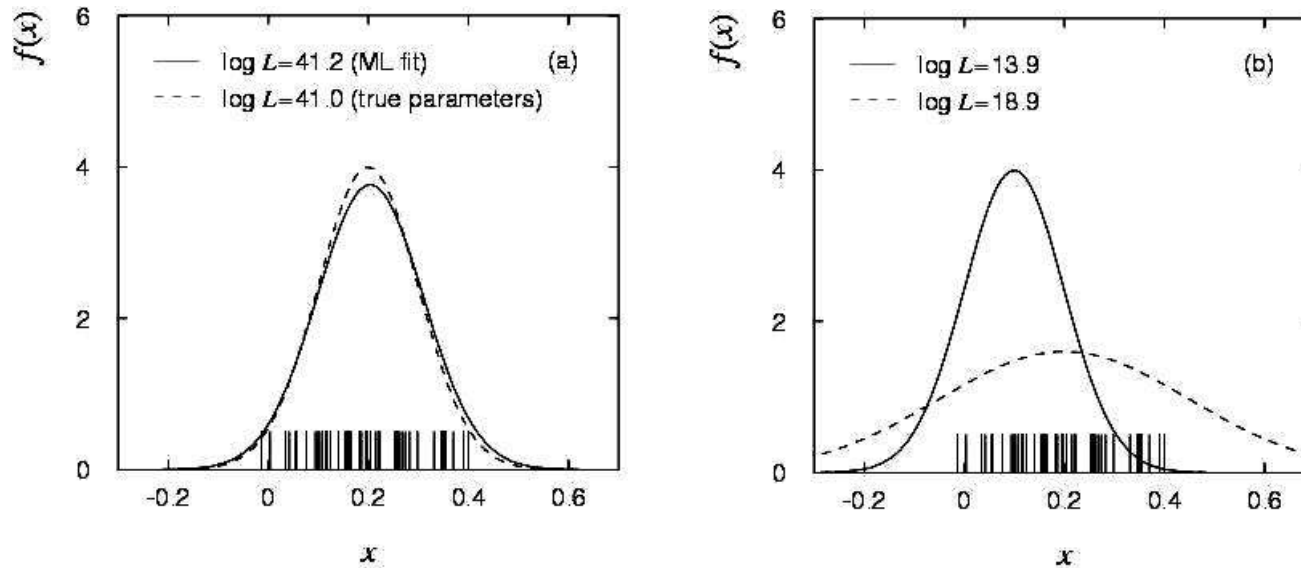 f(x)
6
4
2
0
log L=41.2 (ML fit)
log L=41.0 (true parameters)
(a)
-0.2 0 0.2 0.4 0.6
x
f(x)
6
4
2
0
log L=13.9
log L=18.9
(b)
-0.2 0 0.2 0.4 0.6
x